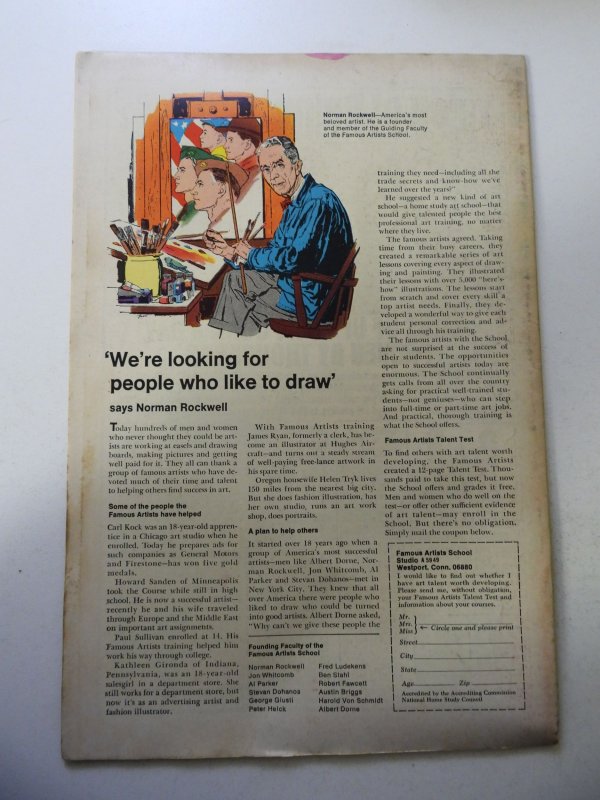 Norman Rockwell—America's most
beloved artist. He is a founder
and member of the Guiding Faculty
of the Famous Artists School.
'We're looking for
people who like to draw'
says Norman Rockwell
Today hundreds of men and women
who never thought they could be art-
ists are working at easels and drawing
boards, making pictures and getting
well paid for it. They all can thank a
group of famous artists who have de-
voted much of their time and talent
to helping others find success in art.
Some of the people the
Famous Artists have helped
Carl Kock was an 18-year-old appren-
tice in a Chicago art studio when he
enrolled. Today he prepares ads for
such companies as General Motors
and Firestone—has won five gold
medals.
Howard Sanden of Minneapolis
took the Course while still in high
school. He is now a successful artist—
recently he and his wife traveled
through Europe and the Middle East
on important art assignments.
Paul Sullivan enrolled at 14. His
Famous Artists training helped him
work his way through college.
Kathleen Gironda of Indiana,
Pennsylvania, was an 18-year-old
salesgirl in a department store. She
still works for a department store, but
now it's as an advertising artist and
fashion illustrator.
With Famous Artists training
James Ryan, formerly a clerk, has be-
come an illustrator at Hughes Air-
craft—and turns out a steady stream
of well-paying free-lance artwork in
his spare time.
Oregon housewife Helen Tryk lives
150 miles from the nearest big city.
But she does fashion illustration, has
her own studio, runs an art work
shop, does portraits.
A plan to help others
It started over 18 years ago when a
group of America's most successful
artists—men like Albert Dorne, Nor-
man Rockwell, Jon Whitcomb, Al
Parker and Stevan Dohanos—met in
New York City. They knew that all
over America there were people who
liked to draw who could be turned
into good artists. Albert Dorne asked,
"Why can't we give these people the
Founding Faculty of the
Famous Artists School
Norman Rockwell
Jon Whitcomb
Al Parker
Stevan Dohanos
George Giusti
Peter Helck
Fred Ludekens
Ben Stahl
Robert Fawcett
Austin Briggs
Harold Von Schmidt
Albert Dorne
training they need—including all the
trade secrets and know-how we've
learned over the years?"
He suggested a new kind of art
school—a home study art school—that
would give talented people the best
professional art training, no matter
where they live.
The famous artists agreed. Taking
time from their busy careers, they
created a remarkable series of art
lessons covering every aspect of draw-
ing and painting. They illustrated
their lessons with over 5,000 "here's-
how" illustrations. The lessons start
from scratch and cover every skill a
top artist needs. Finally, they de-
veloped a wonderful way to give each
student personal correction and ad-
vice all through his training.
The famous artists with the School
are not surprised at the success of
their students. The opportunities
open to successful artists today are
enormous. The School continually
gets calls from all over the country
asking for practical well-trained stu-
dents—not geniuses—who can step
into full-time or part-time art jobs.
And practical, thorough training is
what the School offers.
Famous Artists Talent Test
To find others with art talent worth
developing, the Famous Artists
created a 12-page Talent Test. Thou-
sands paid to take this test, but now
the School offers and grades it free.
Men and women who do well on the
test—or offer other sufficient evidence
of art talent—may enroll in the
School. But there's no obligation.
Simply mail the coupon below.
Famous Artists School
Studio A 5949
Westport, Conn. 06880
I would like to find out whether I
have art talent worth developing.
Please send me, without obligation,
your Famous Artists Talent Test and
information about your courses.
Mr.
Mrs.
Miss ← Circle one and please print
Street
City
State
Age Zip
Accredited by the Accrediting Commission
National Home Study Council